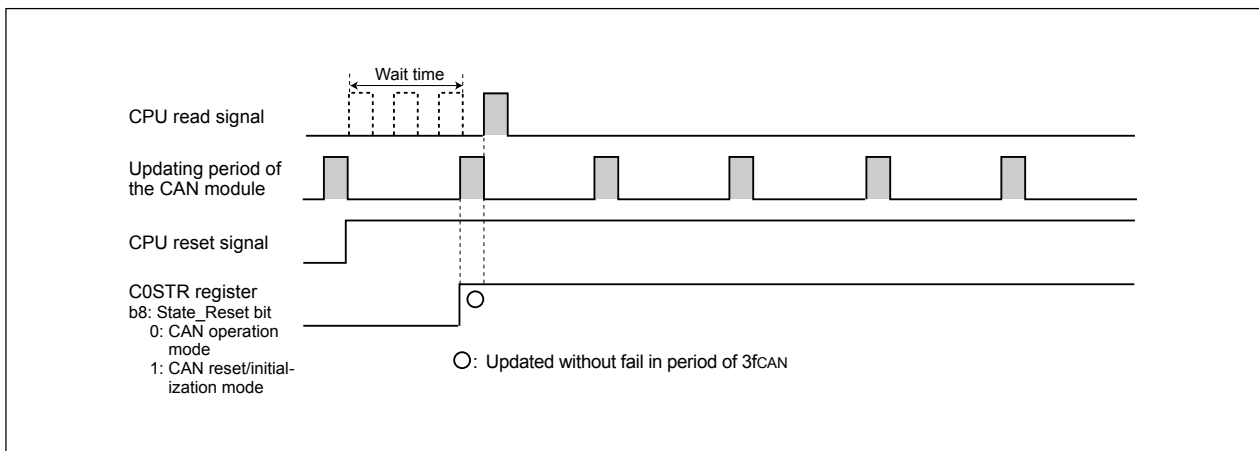 Wait time
CPU read signal
Updating period of
the CAN module
CPU reset signal
C0STR register
b8: State_Reset bit
0: CAN operation
mode
1: CAN reset/initial-
ization mode
○: Updated without fail in period of 3fCAN